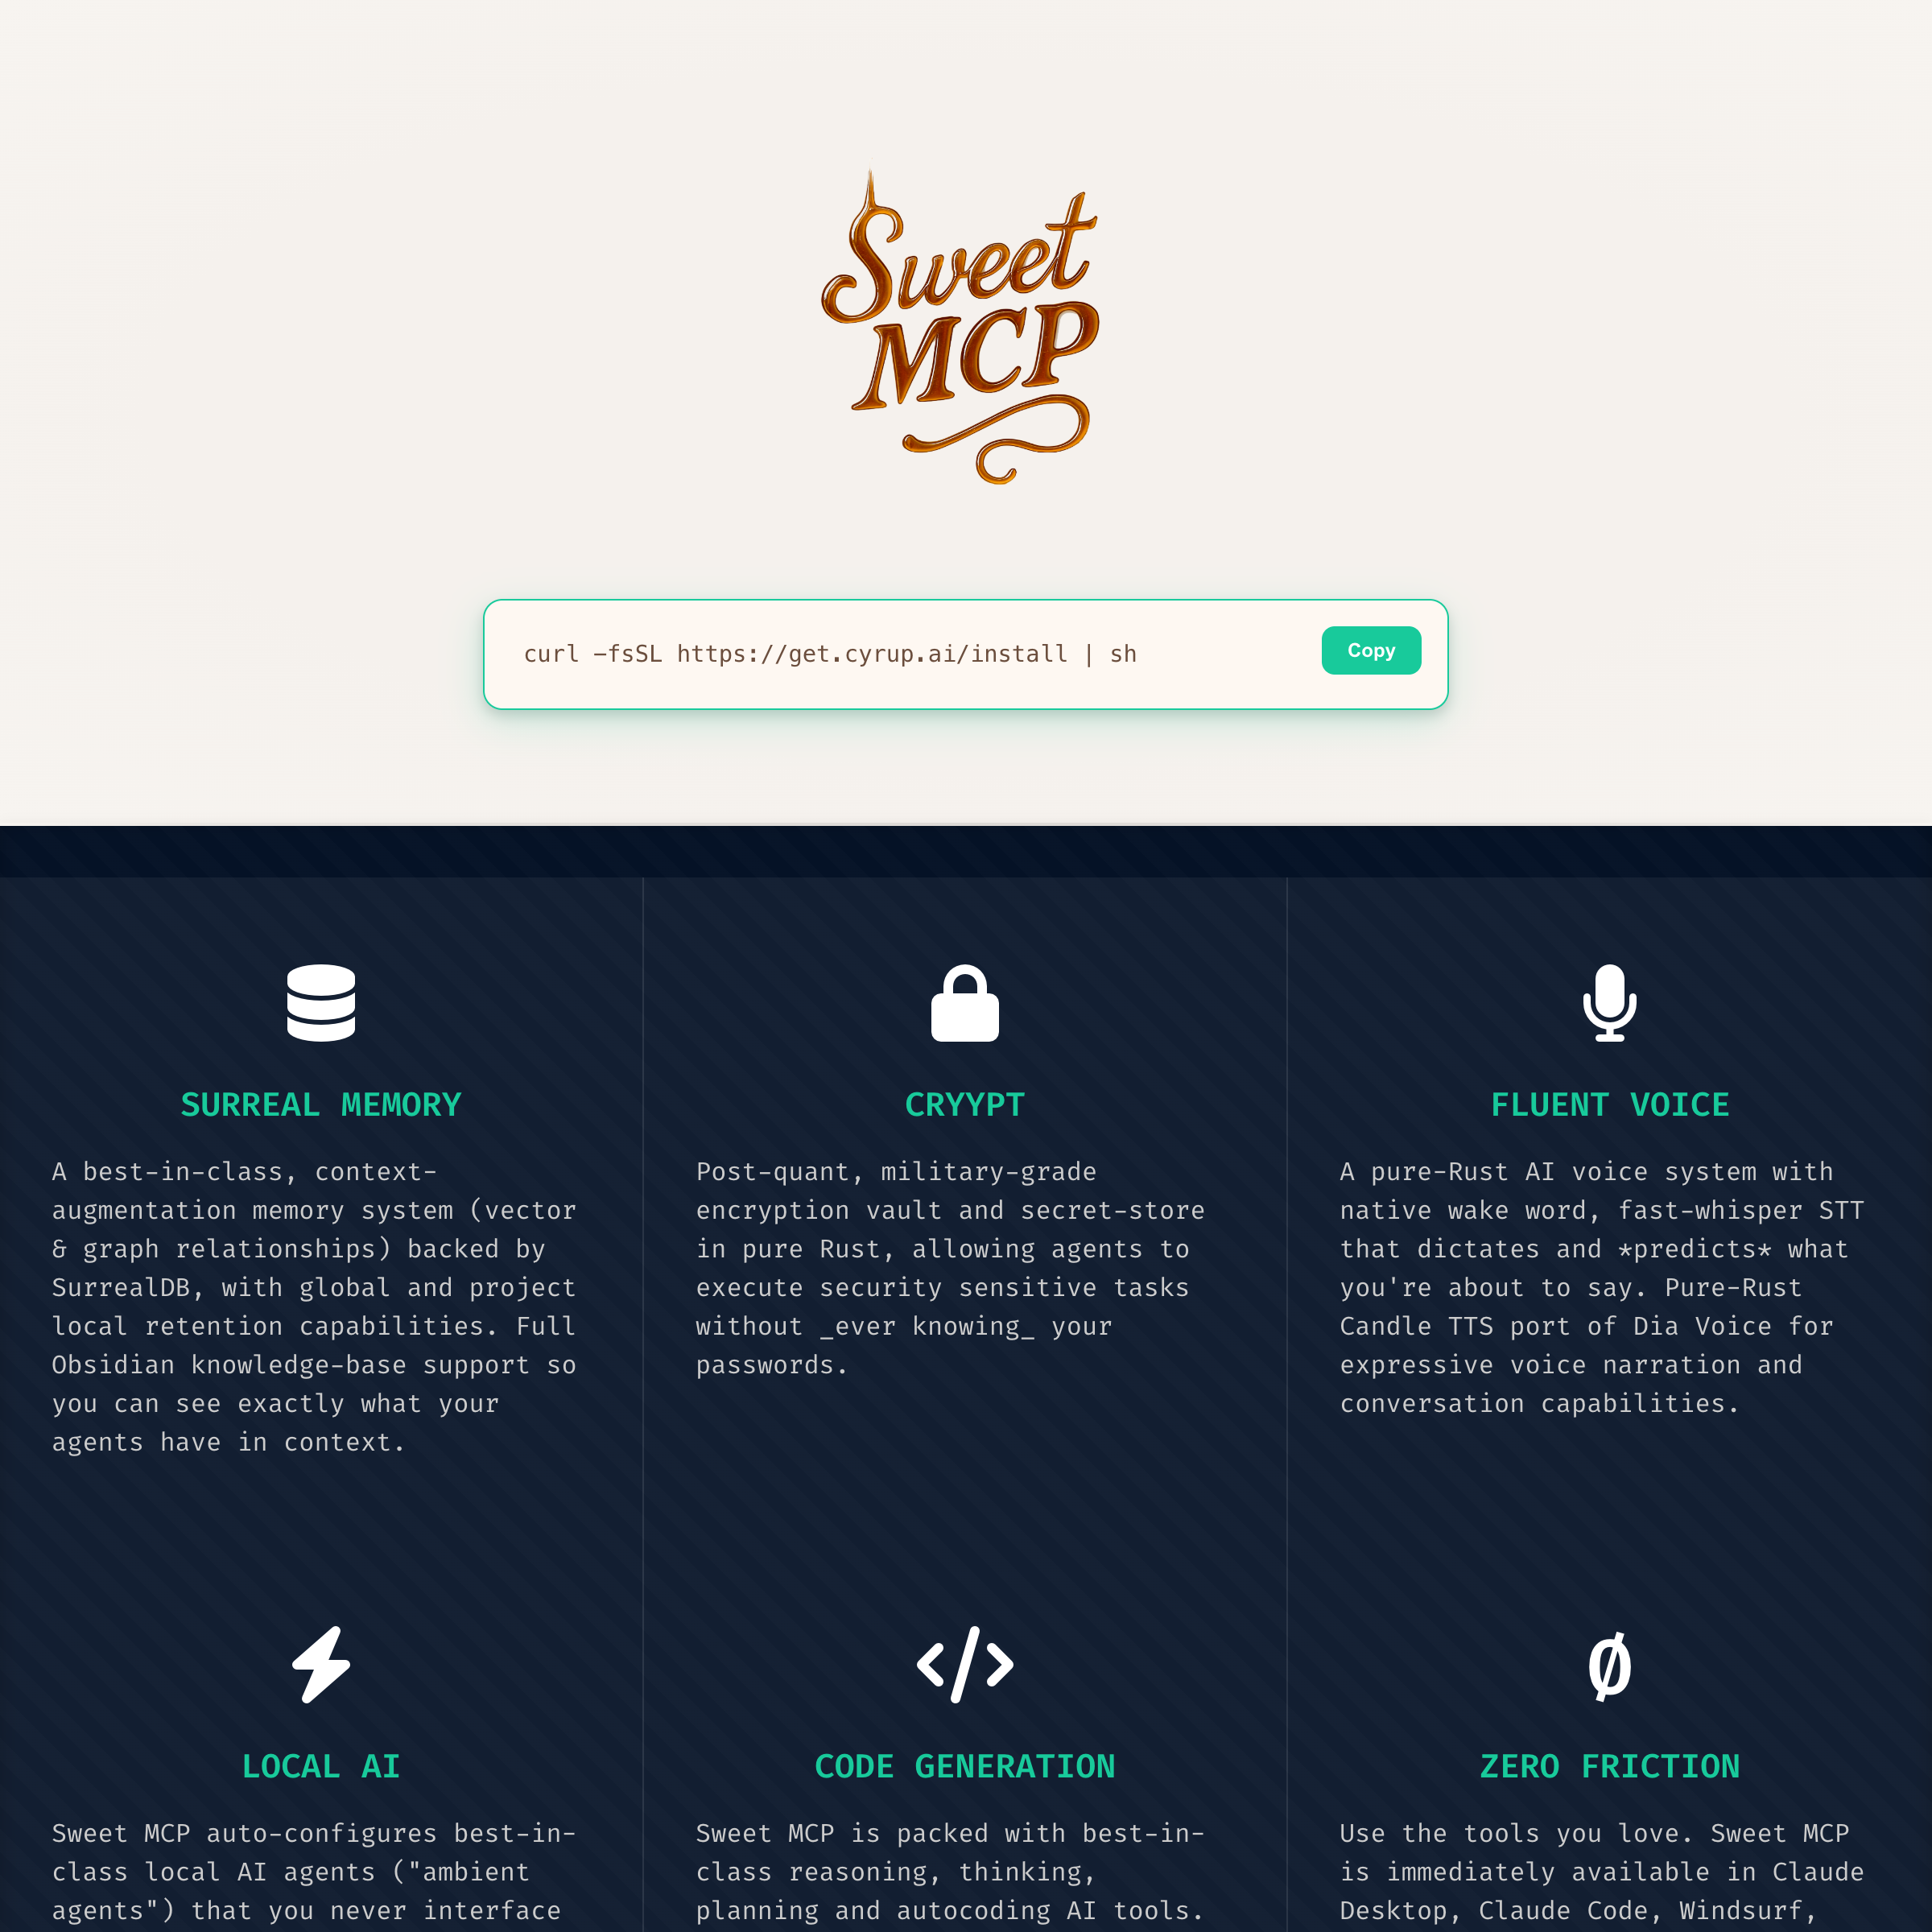 Sweet
MCP
curl -fsSL https://get.cyrup.ai/install | sh
Copy
SURREAL MEMORY
A best-in-class, context-
augmentation memory system (vector
& graph relationships) backed by
SurrealDB, with global and project
local retention capabilities. Full
Obsidian knowledge-base support so
you can see exactly what your
agents have in context.
CRYYPT
Post-quant, military-grade
encryption vault and secret-store
in pure Rust, allowing agents to
execute security sensitive tasks
without _ever knowing_ your
passwords.
FLUENT VOICE
A pure-Rust AI voice system with
native wake word, fast-whisper STT
that dictates and *predicts* what
you're about to say. Pure-Rust
Candle TTS port of Dia Voice for
expressive voice narration and
conversation capabilities.
LOCAL AI
Sweet MCP auto-configures best-in-
class local AI agents ("ambient
agents") that you never interface
CODE GENERATION
Sweet MCP is packed with best-in-
class reasoning, thinking,
planning and autocoding AI tools.
Ø
ZERO FRICTION
Use the tools you love. Sweet MCP
is immediately available in Claude
Desktop, Claude Code, Windsurf,